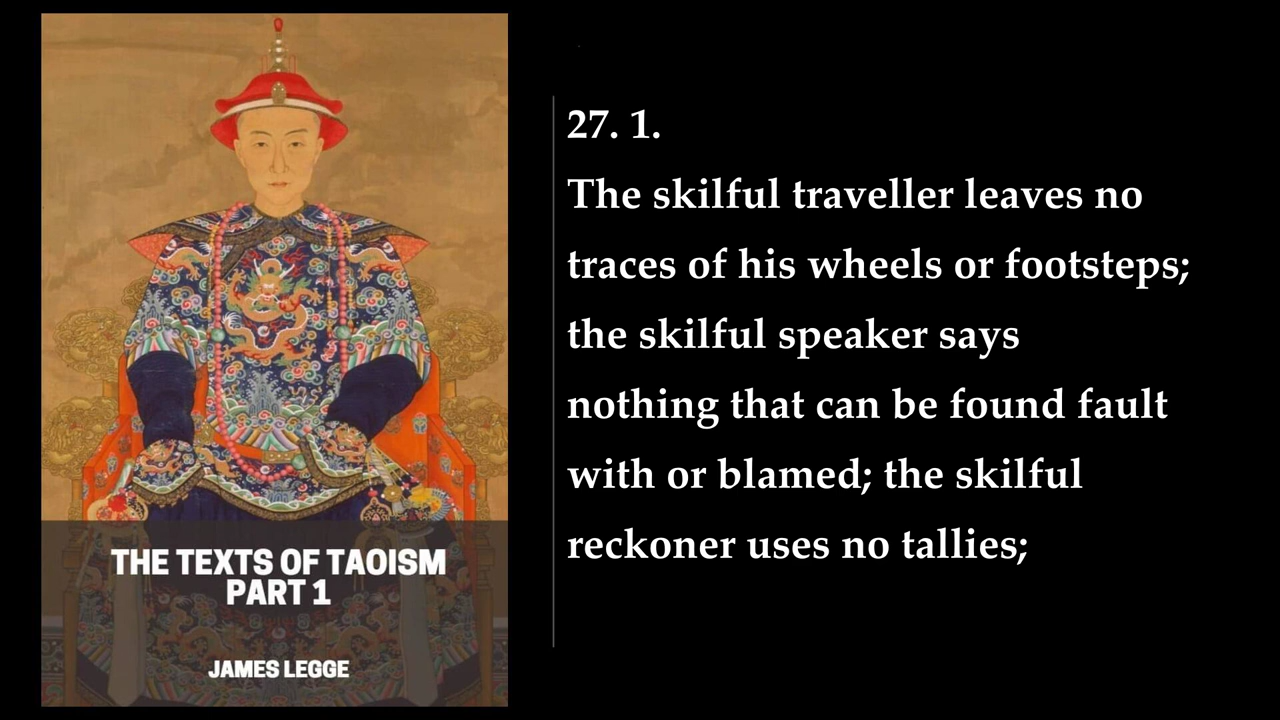 THE TEXTS OF TAOISM
PART 1
JAMES LEGGE
27. 1.
The skilful traveller leaves no
traces of his wheels or footsteps;
the skilful speaker says
nothing that can be found fault
with or blamed; the skilful
reckoner uses no tallies;